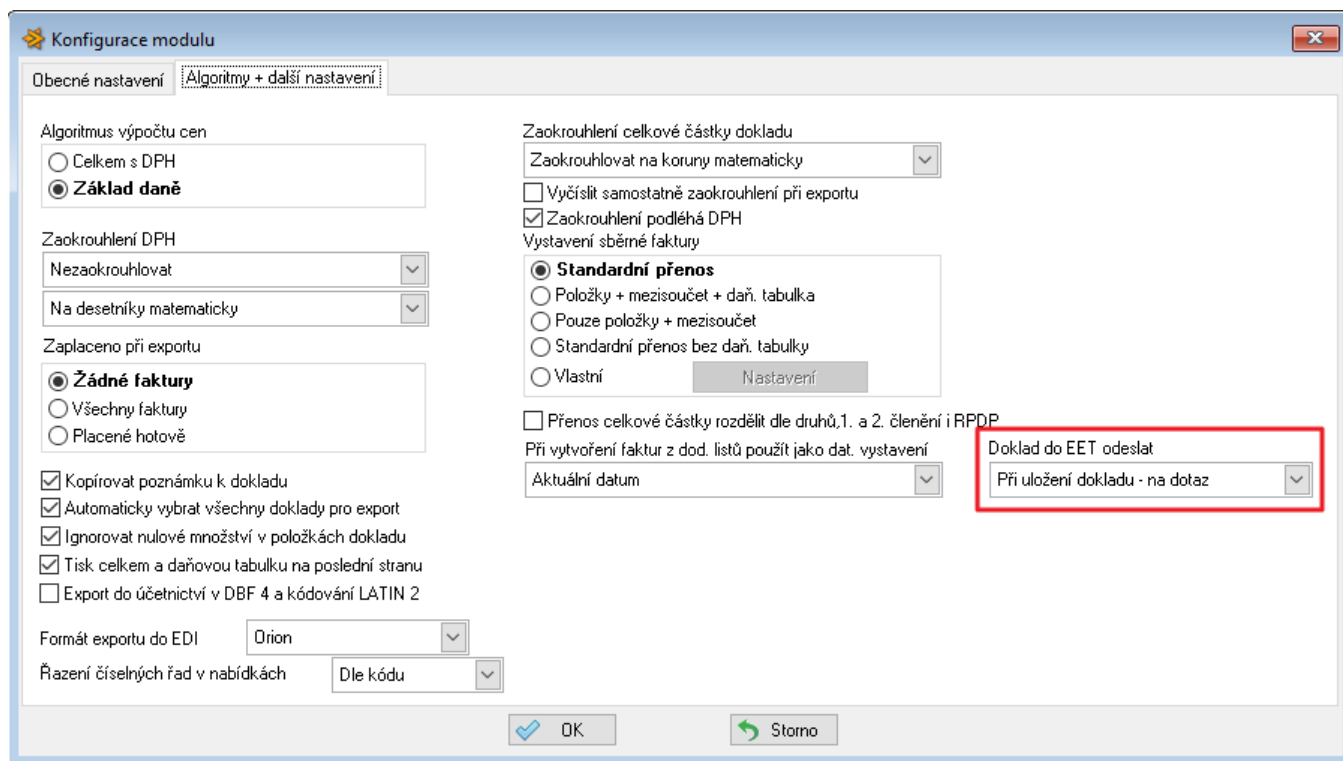 Konfigurace modulu
Obecné nastavení
Algoritmy + další nastavení
Algoritmus výpočtu cen
Celkem s DPH
Základ daně
Zaokrouhlení DPH
Nezaokrouhlovat
Na desetníky matematicky
Zaplaceno při exportu
Žádné faktury
Všechny faktury
Placené hotově
Kopírovat poznámku k dokladu
Automaticky vybrat všechny doklady pro export
Ignorovat nulové množství v položkách dokladu
Tisk celkem a daňovou tabulku na poslední stranu
Export do účetnictví v DBF 4 a kódování LATIN 2
Formát exportu do EDI
Orion
Řazení číselných řad v nabídkách
Dle kódu
Zaokrouhlení celkové částky dokladu
Zaokrouhlovat na koruny matematicky
Vyčíslit samostatně zaokrouhlení při exportu
Zaokrouhlení podléhá DPH
Vystavení sběrné faktury
Standardní přenos
Položky + mezisoučet + daň. tabulka
Pouze položky + mezisoučet
Standardní přenos bez daň. tabulky
Vlastní
Nastavení
Přenos celkové částky rozdělit dle druhů,1. a 2. členění i RPDP
Při vytvoření faktur z dod. listů použít jako dat. vystavení
Aktuální datum
Doklad do EET odeslat
Při uložení dokladu - na dotaz
OK
Storno